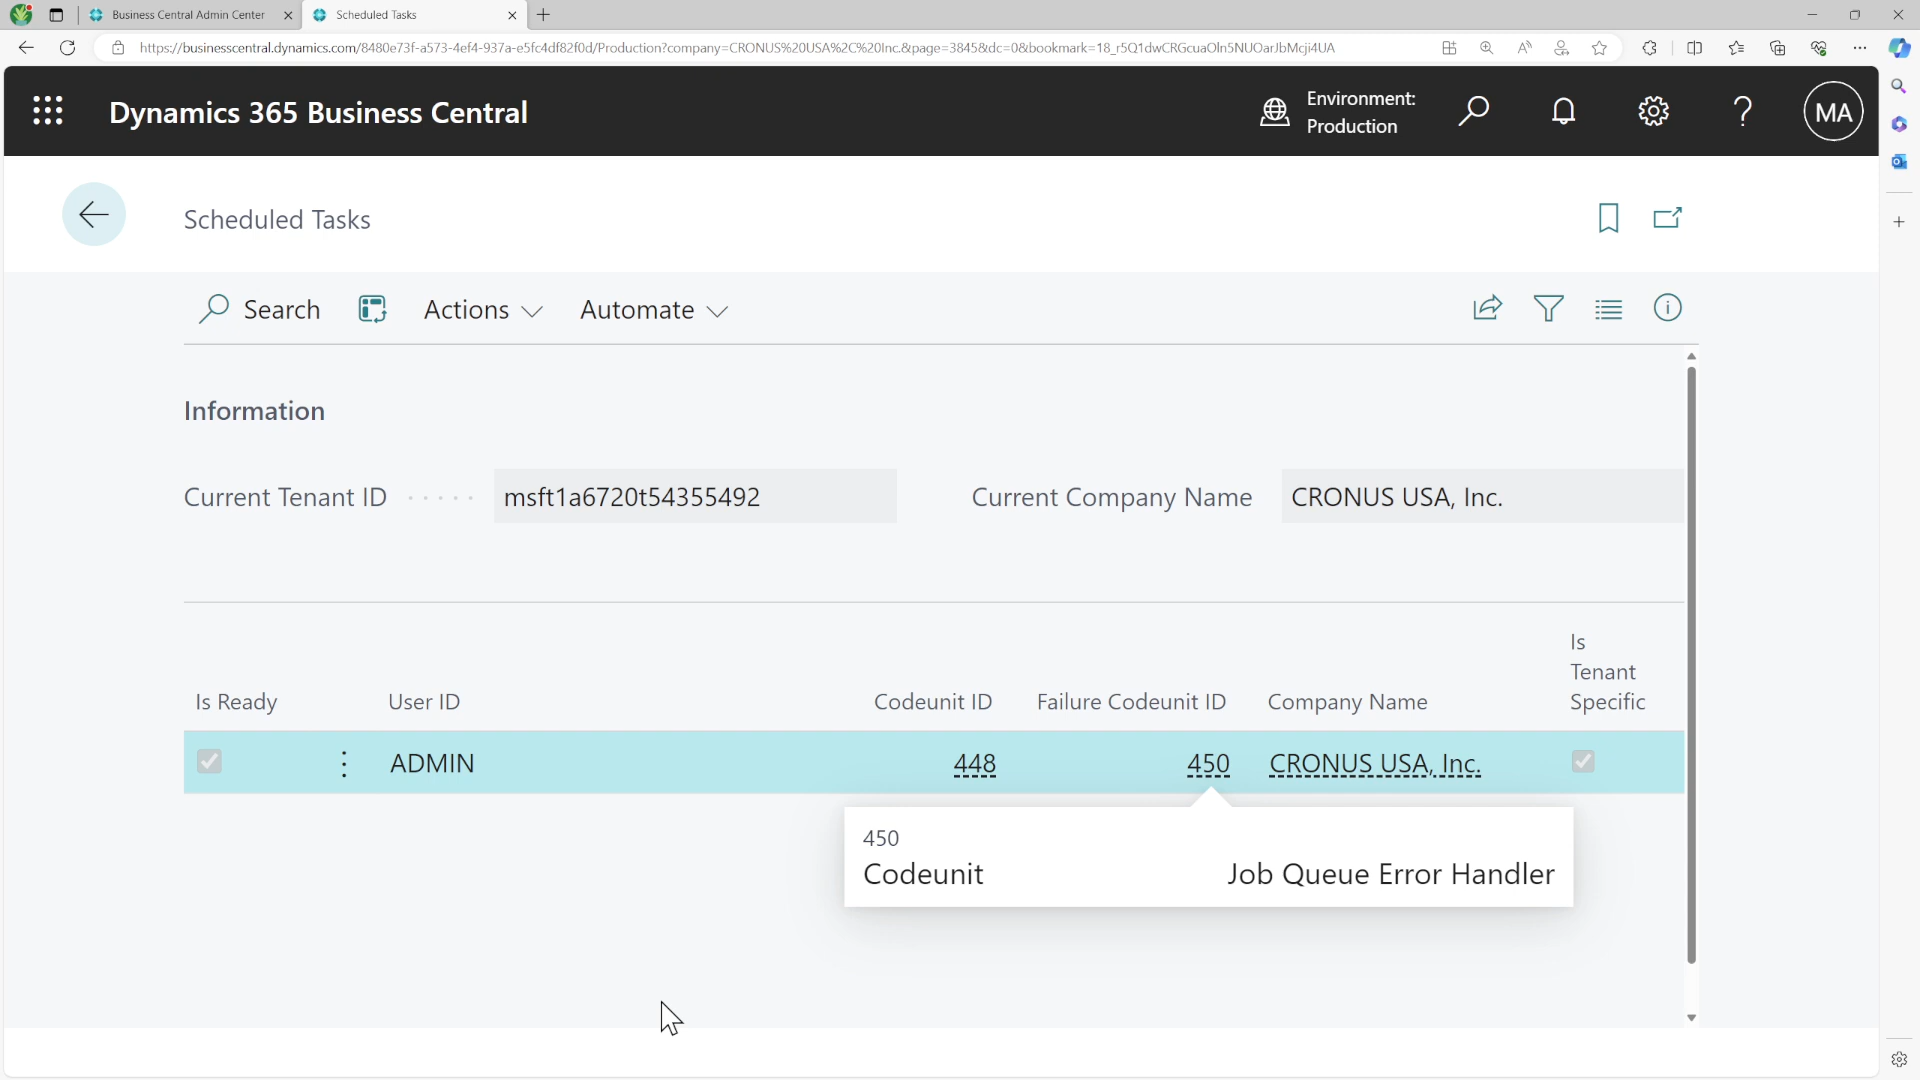 Business Central Admin Center
Scheduled Tasks
https://businesscentral.dynamics.com/8480e73f-a573-4ef4-937a-e5fc4df82f0d/Production?company=CRONUS%20USA%2C%20Inc.&page=3845&dc=0&bookmark=18_r5Q1dwCRGcuaOln5NUOarJbMcji4UA
Dynamics 365 Business Central
Environment:
Production
MA
Scheduled Tasks
Search
Actions
Automate
Information
Current Tenant ID
msft1a6720t54355492
Current Company Name
CRONUS USA, Inc.
Is Ready
User ID
Codeunit ID
Failure Codeunit ID
Company Name
Is
Tenant
Specific
ADMIN
448
450
CRONUS USA, Inc.
450
Codeunit
Job Queue Error Handler